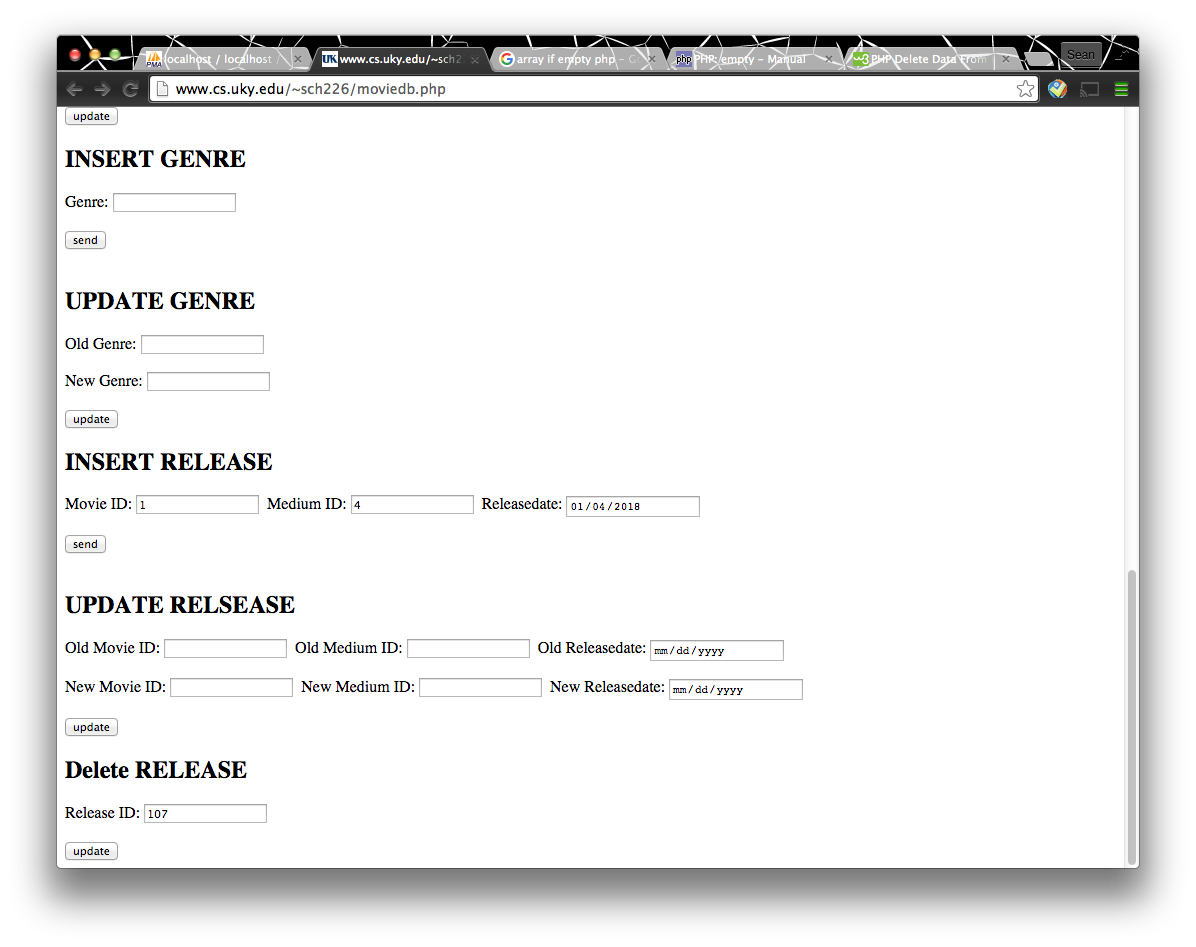 localhost / localhost /
UK www.cs.uky.edu/~sch2
array if empty php - G
php PHP: empty - Manual
w3 PHP Delete Data From
Sean
PMA
www.cs.uky.edu/~sch226/moviedb.php
update
INSERT GENRE
Genre:
send
UPDATE GENRE
Old Genre:
New Genre:
update
INSERT RELEASE
Movie ID: 1 Medium ID: 4 Releasedate: 01/04/2018
send
UPDATE RELSEASE
Old Movie ID: Old Medium ID: Old Releasedate: mm/dd/yyyy
New Movie ID: New Medium ID: New Releasedate: mm/dd/yyyy
update
Delete RELEASE
Release ID: 107
update